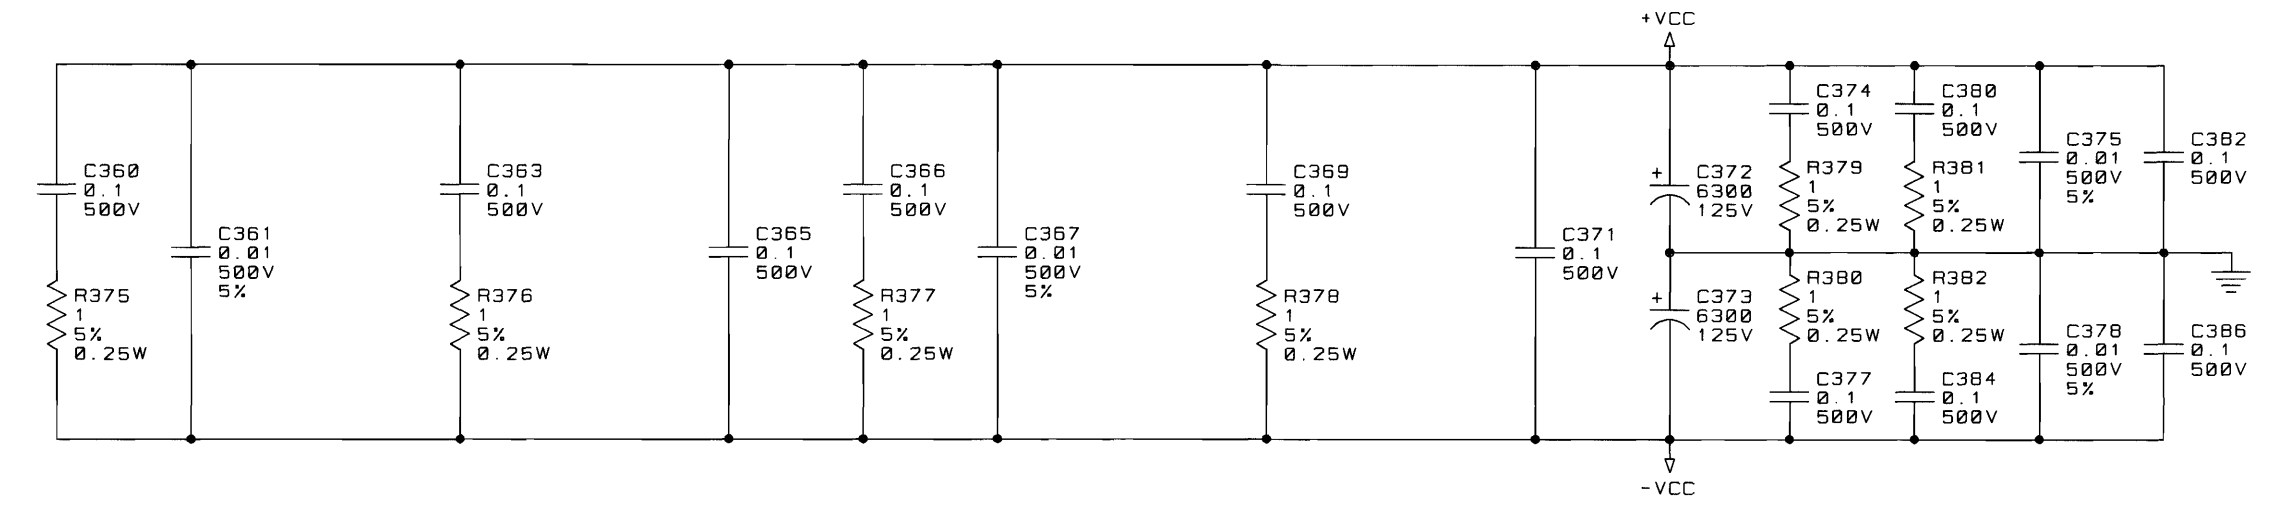 +VCC
C360
0.1
500V
R375
1
5%
0.25W
C361
0.01
500V
5%
C363
0.1
500V
R376
1
5%
0.25W
C365
0.1
500V
C366
0.1
500V
R377
1
5%
0.25W
C367
0.01
500V
5%
C369
0.1
500V
R378
1
5%
0.25W
C371
0.1
500V
+
C372
6300
125V
+
C373
6300
125V
C374
0.1
500V
R379
1
5%
0.25W
R380
1
5%
0.25W
C377
0.1
500V
C380
0.1
500V
R381
1
5%
0.25W
R382
1
5%
0.25W
C384
0.1
500V
C375
0.01
500V
5%
C378
0.01
500V
5%
C382
0.1
500V
C386
0.1
500V
-VCC